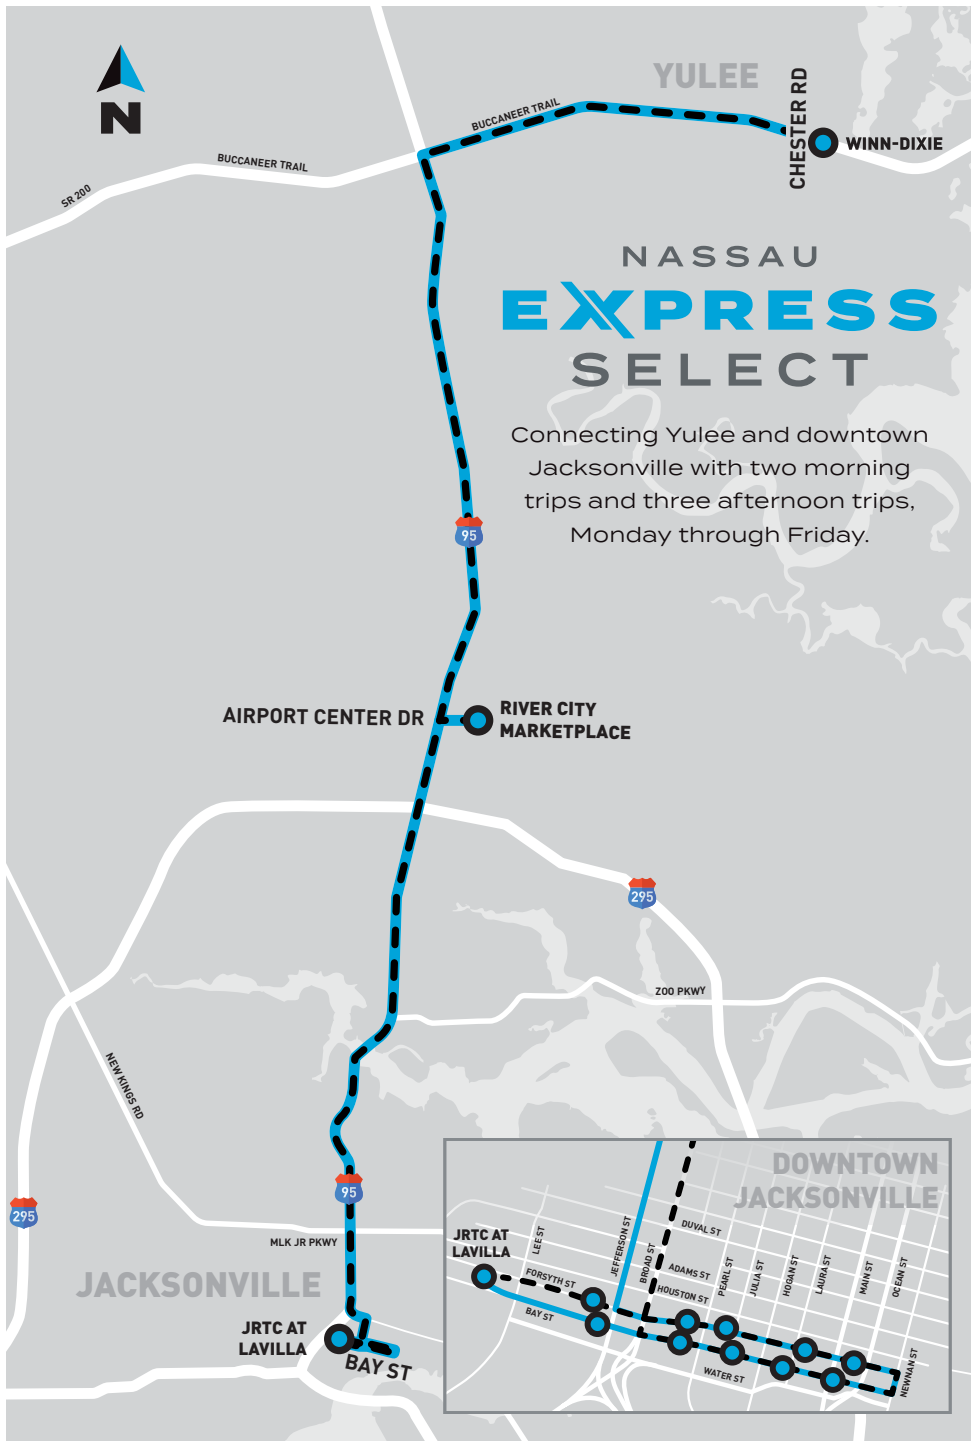 YULEE
CHESTER RD
WINN-DIXIE
BUCCANEER TRAIL
BUCCANEER TRAIL
SR 200
N
NASSAU
EXPRESS
SELECT
Connecting Yulee and downtown
Jacksonville with two morning
trips and three afternoon trips,
Monday through Friday.
95
AIRPORT CENTER DR
RIVER CITY
MARKETPLACE
295
ZOO PKWY
NEW KINGS RD
95
295
MLK JR PKWY
JACKSONVILLE
JRTC AT
LAVILLA
BAY ST
DOWNTOWN
JACKSONVILLE
JRTC AT
LAVILLA
LEE ST
JEFFERSON ST
BROAD ST
DUVAL ST
ADAMS ST
HOUSTON ST
PEARL ST
JULIA ST
HOGAN ST
LAURA ST
MAIN ST
OCEAN ST
FORSYTH ST
BAY ST
WATER ST
NEWNAN ST